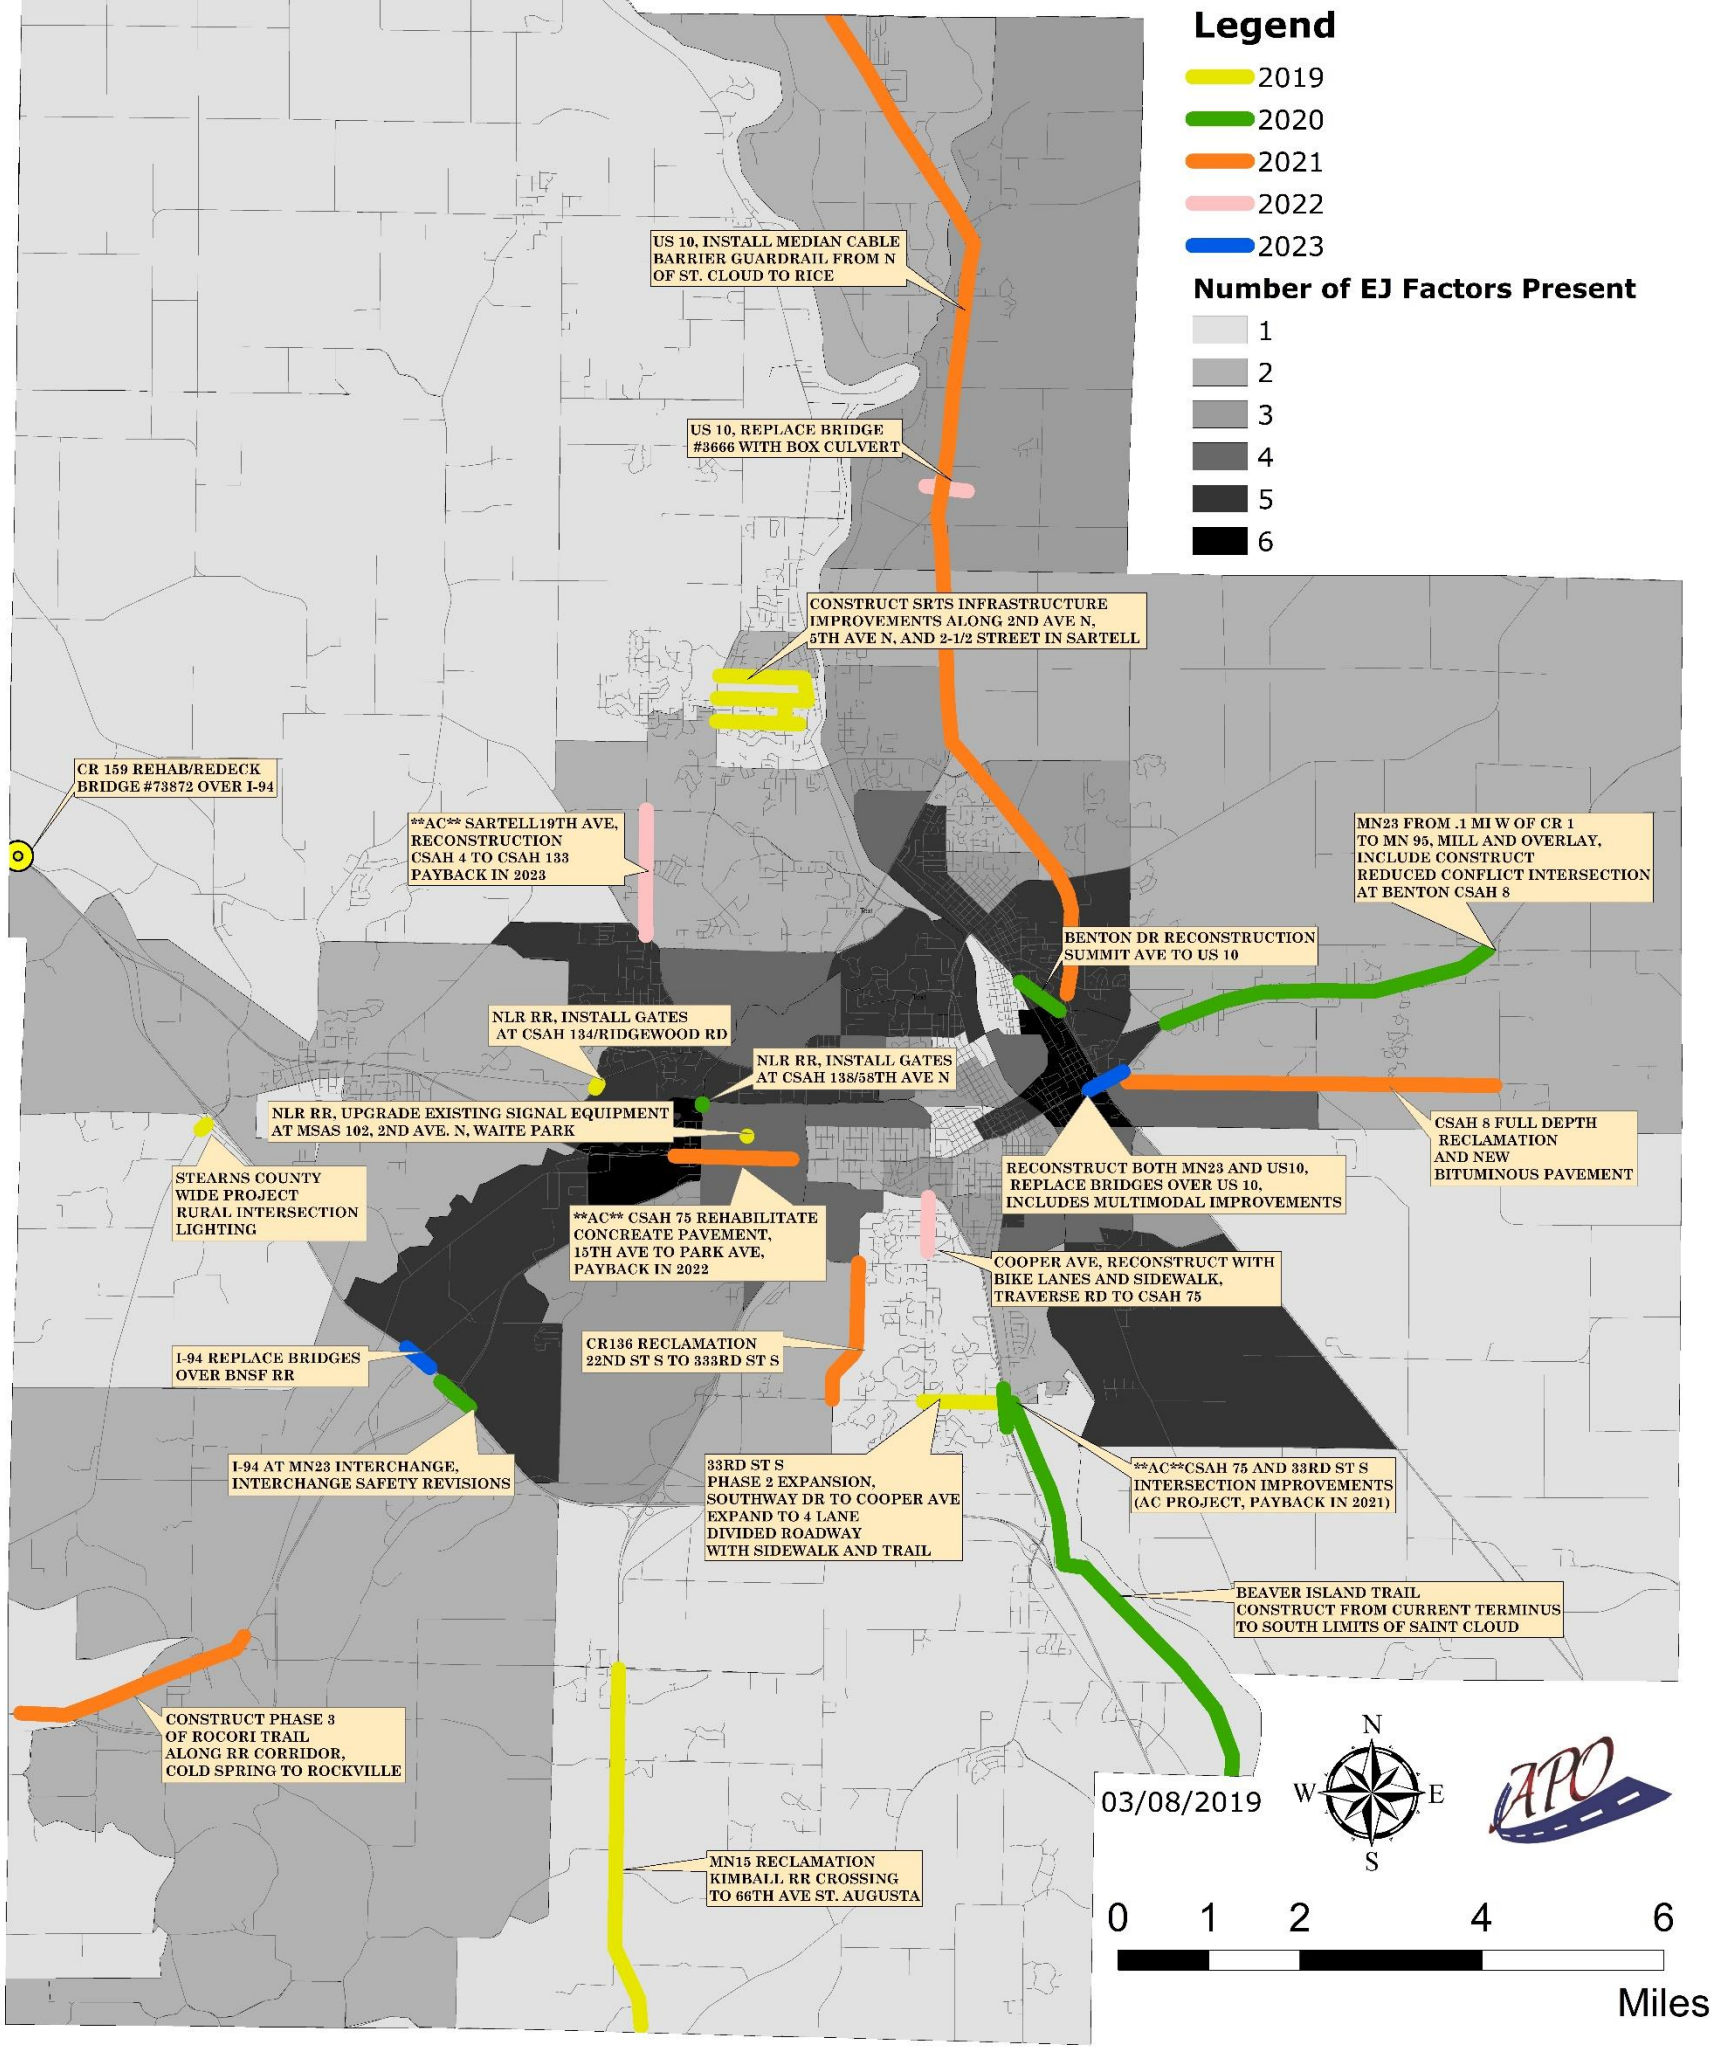 Legend
2019
2020
2021
2022
2023
Number of EJ Factors Present
1
2
3
4
5
6
US 10, INSTALL MEDIAN CABLE
BARRIER GUARDRAIL FROM N
OF ST. CLOUD TO RICE
US 10, REPLACE BRIDGE
#3666 WITH BOX CULVERT
CONSTRUCT SRTS INFRASTRUCTURE
IMPROVEMENTS ALONG 2ND AVE N,
5TH AVE N, AND 2-1/2 STREET IN SARTELL
CR 159 REHAB/REDECK
BRIDGE #73872 OVER I-94
**AC** SARTELL19TH AVE,
RECONSTRUCTION
CSAH 4 TO CSAH 133
PAYBACK IN 2023
MN23 FROM .1 MI W OF CR 1
TO MN 95, MILL AND OVERLAY,
INCLUDE CONSTRUCT
REDUCED CONFLICT INTERSECTION
AT BENTON CSAH 8
BENTON DR RECONSTRUCTION
SUMMIT AVE TO US 10
NLR RR, INSTALL GATES
AT CSAH 134/RIDGEWOOD RD
NLR RR, INSTALL GATES
AT CSAH 138/58TH AVE N
NLR RR, UPGRADE EXISTING SIGNAL EQUIPMENT
AT MSAS 102, 2ND AVE. N, WAITE PARK
CSAH 8 FULL DEPTH
RECLAMATION
AND NEW
BITUMINOUS PAVEMENT
STEARNS COUNTY
WIDE PROJECT
RURAL INTERSECTION
LIGHTING
RECONSTRUCT BOTH MN23 AND US10,
REPLACE BRIDGES OVER US 10,
INCLUDES MULTIMODAL IMPROVEMENTS
**AC** CSAH 75 REHABILITATE
CONCREATE PAVEMENT,
15TH AVE TO PARK AVE,
PAYBACK IN 2022
COOPER AVE, RECONSTRUCT WITH
BIKE LANES AND SIDEWALK,
TRAVERSE RD TO CSAH 75
CR136 RECLAMATION
22ND ST S TO 333RD ST S
I-94 REPLACE BRIDGES
OVER BNSF RR
I-94 AT MN23 INTERCHANGE,
INTERCHANGE SAFETY REVISIONS
33RD ST S
PHASE 2 EXPANSION,
SOUTHWAY DR TO COOPER AVE
EXPAND TO 4 LANE
DIVIDED ROADWAY
WITH SIDEWALK AND TRAIL
**AC**CSAH 75 AND 33RD ST S
INTERSECTION IMPROVEMENTS
(AC PROJECT, PAYBACK IN 2021)
BEAVER ISLAND TRAIL
CONSTRUCT FROM CURRENT TERMINUS
TO SOUTH LIMITS OF SAINT CLOUD
CONSTRUCT PHASE 3
OF ROCORI TRAIL
ALONG RR CORRIDOR,
COLD SPRING TO ROCKVILLE
MN15 RECLAMATION
KIMBALL RR CROSSING
TO 66TH AVE ST. AUGUSTA
03/08/2019
N
W E
S
APO
0 1 2 4 6
Miles